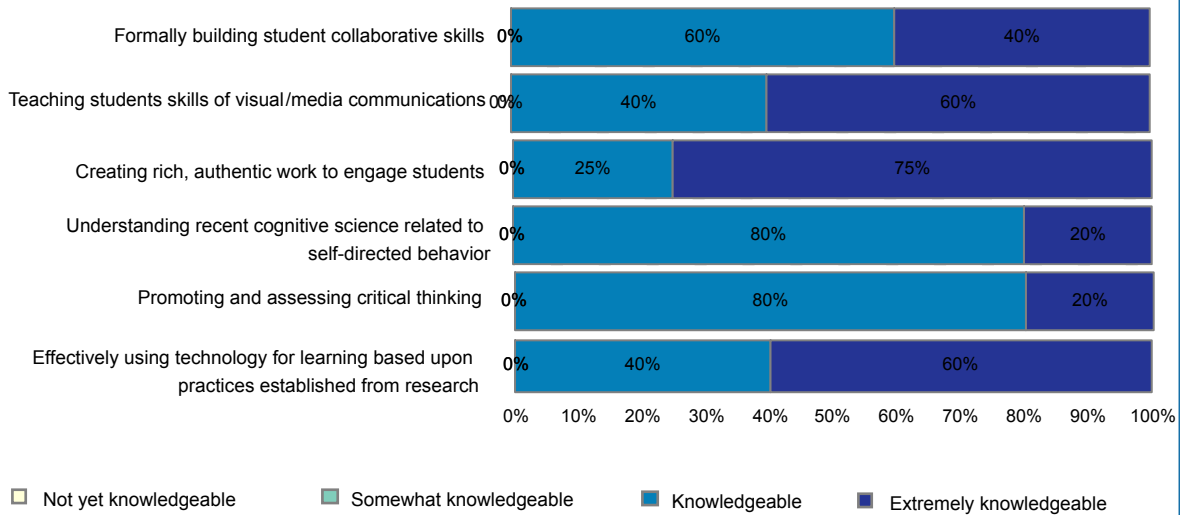 Formally building student collaborative skills 0% 60% 40%
Teaching students skills of visual/media communications 0% 40% 60%
Creating rich, authentic work to engage students 0% 25% 75%
Understanding recent cognitive science related to
self-directed behavior
0% 80% 20%
Promoting and assessing critical thinking 0% 80% 20%
Effectively using technology for learning based upon
practices established from research
0% 40% 60%
0% 10% 20% 30% 40% 50% 60% 70% 80% 90% 100%
Not yet knowledgeable Somewhat knowledgeable Knowledgeable Extremely knowledgeable